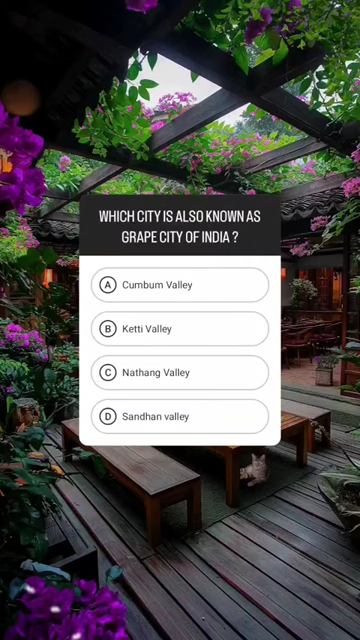 WHICH CITY IS ALSO KNOWN AS
GRAPE CITY OF INDIA ?
A Cumbum Valley
B Ketti Valley
C Nathang Valley
D Sandhan valley